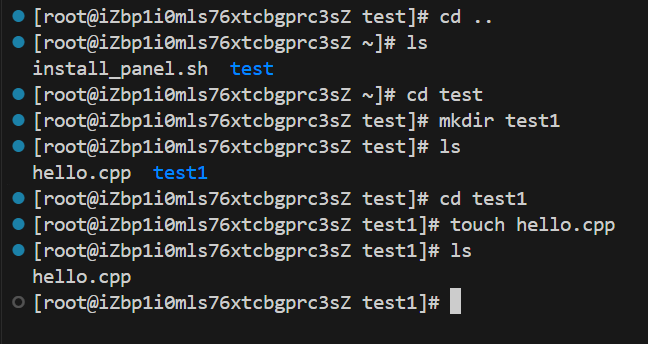 [root@iZbp1i0mls76xtcbgprc3sZ test]# cd ..
[root@iZbp1i0mls76xtcbgprc3sZ ~]# ls
install_panel.sh  test
[root@iZbp1i0mls76xtcbgprc3sZ ~]# cd test
[root@iZbp1i0mls76xtcbgprc3sZ test]# mkdir test1
[root@iZbp1i0mls76xtcbgprc3sZ test]# ls
hello.cpp  test1
[root@iZbp1i0mls76xtcbgprc3sZ test]# cd test1
[root@iZbp1i0mls76xtcbgprc3sZ test1]# touch hello.cpp
[root@iZbp1i0mls76xtcbgprc3sZ test1]# ls
hello.cpp
[root@iZbp1i0mls76xtcbgprc3sZ test1]#